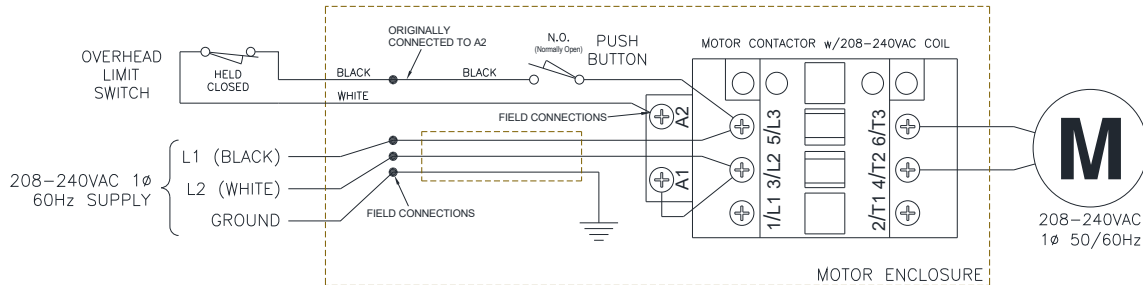 ORIGINALLY
CONNECTED TO A2
OVERHEAD
LIMIT
SWITCH
HELD
CLOSED
BLACK
BLACK
WHITE
N.O.
(Normally Open)
PUSH
BUTTON
MOTOR CONTACTOR w/208-240VAC COIL
FIELD CONNECTIONS
A2
A1
5/L3
3/L2
1/L1
6/T3
4/T2
2/T1
M
208-240VAC
1ø 50/60Hz
208-240VAC 1ø
60Hz SUPPLY
L1 (BLACK)
L2 (WHITE)
GROUND
FIELD CONNECTIONS
MOTOR ENCLOSURE